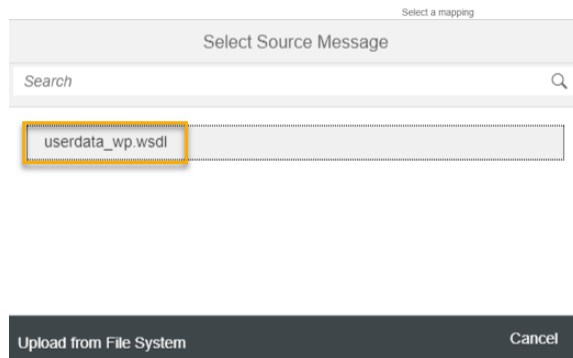 Select a mapping
Select Source Message
Search
userdata_wp.wsdl
Upload from File System
Cancel